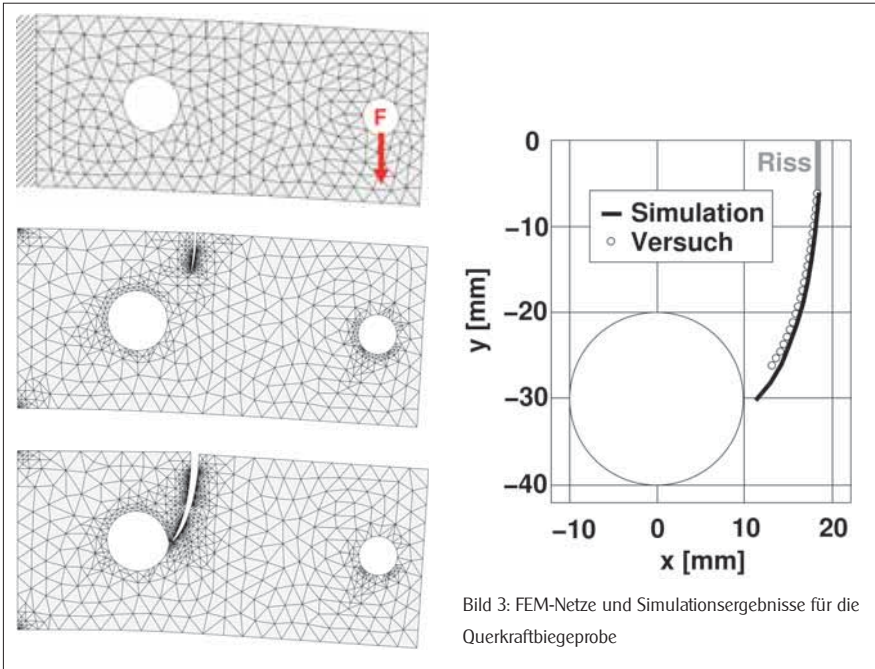 F
0
Riss
Simulation
Versuch
−10
−20
−30
−40
y [mm]
−10 0 10 20
x [mm]
Bild 3: FEM-Netze und Simulationsergebnisse für die
Querkraftbiegeprobe